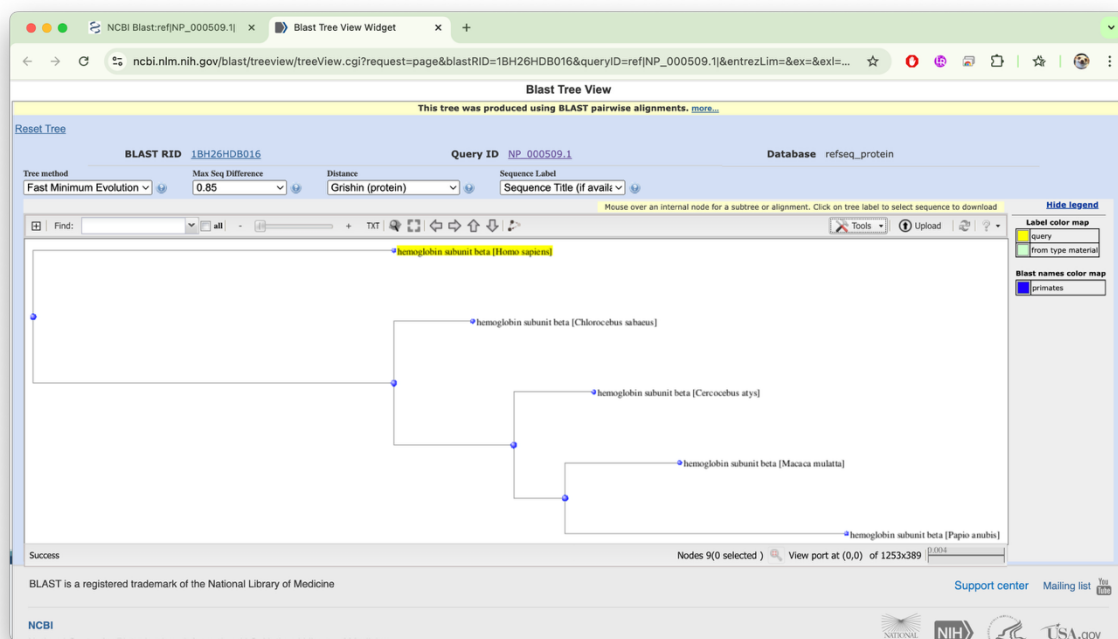 NCBI Blast:ref|NP_000509.1|
Blast Tree View Widget
ncbi.nlm.nih.gov/blast/treeview/treeView.cgi?request=page&blastRID=1BH26HDB016&queryID=ref|NP_000509.1|&entrezLim=&ex=&exl=...
Blast Tree View
This tree was produced using BLAST pairwise alignments. more...
Reset Tree
BLAST RID 1BH26HDB016 Query ID NP_000509.1 Database refseq_protein
Tree method Max Seq Difference Distance Sequence Label
Fast Minimum Evolution 0.85 Grishin (protein) Sequence Title (if availa
Mouse over an internal node for a subtree or alignment. Click on tree label to select sequence to download
Hide legend
Find: all - + TXT Tools Upload ?
Label color map
query
from type material
Blast names color map
primates
hemoglobin subunit beta [Homo sapiens]
hemoglobin subunit beta [Chlorocebus sabaeus]
hemoglobin subunit beta [Cercocebus atys]
hemoglobin subunit beta [Macaca mulatta]
hemoglobin subunit beta [Papio anubis]
Success Nodes 9(0 selected ) View port at (0,0) of 1253x389 0.004
BLAST is a registered trademark of the National Library of Medicine
Support center Mailing list You Tube
NCBI
NATIONAL NIH USA.gov